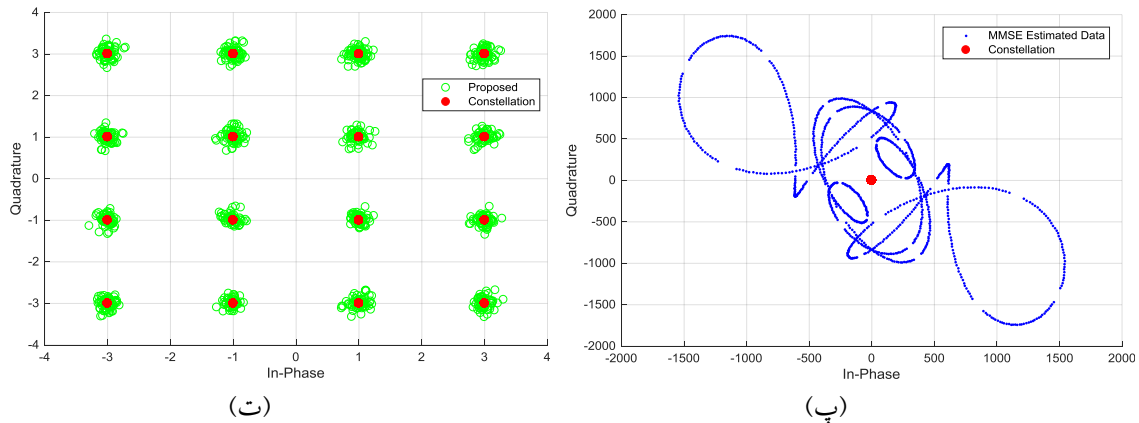 4
3
2
1
0
-1
-2
-3
-4
Quadrature
Proposed
Constellation
-4 -3 -2 -1 0 1 2 3 4
In-Phase
(ت)
2000
1500
1000
500
0
-500
-1000
-1500
-2000
Quadrature
MMSE Estimated Data
Constellation
-2000 -1500 -1000 -500 0 500 1000 1500 2000
In-Phase
(پ)